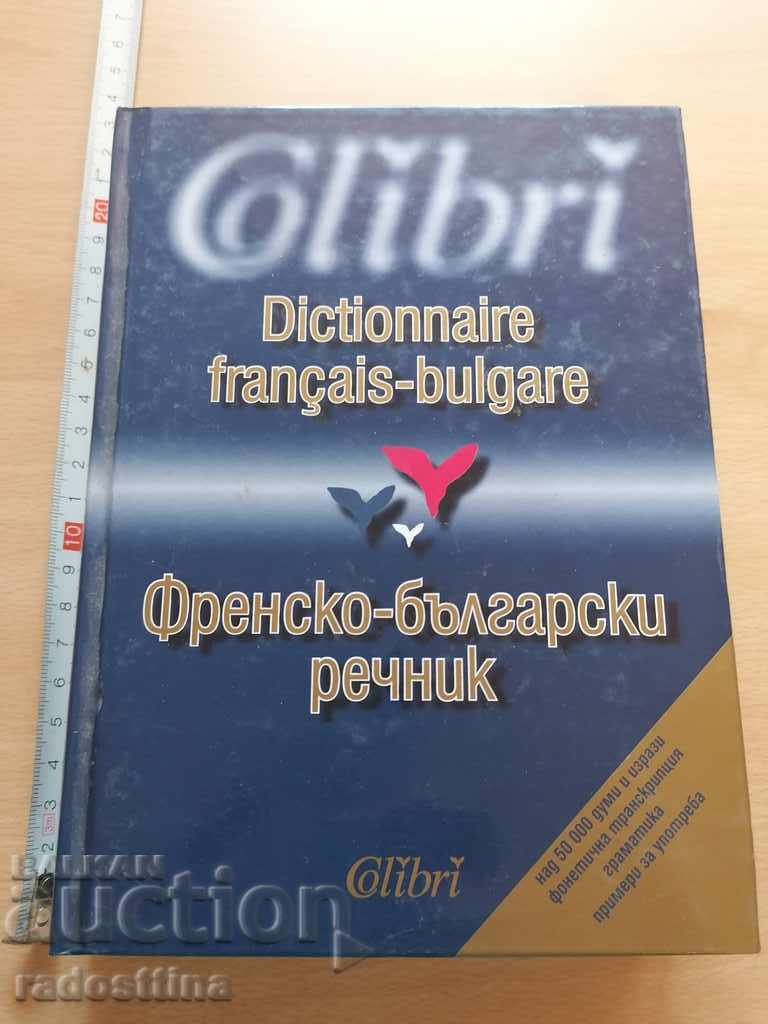 Colibri
Dictionnaire
français-bulgare
Френско-български
речник
над 50 000 думи и изрази
фонетична транскрипция
граматика
примери за употреба
Colibri
BALKAN
auction
radosttina